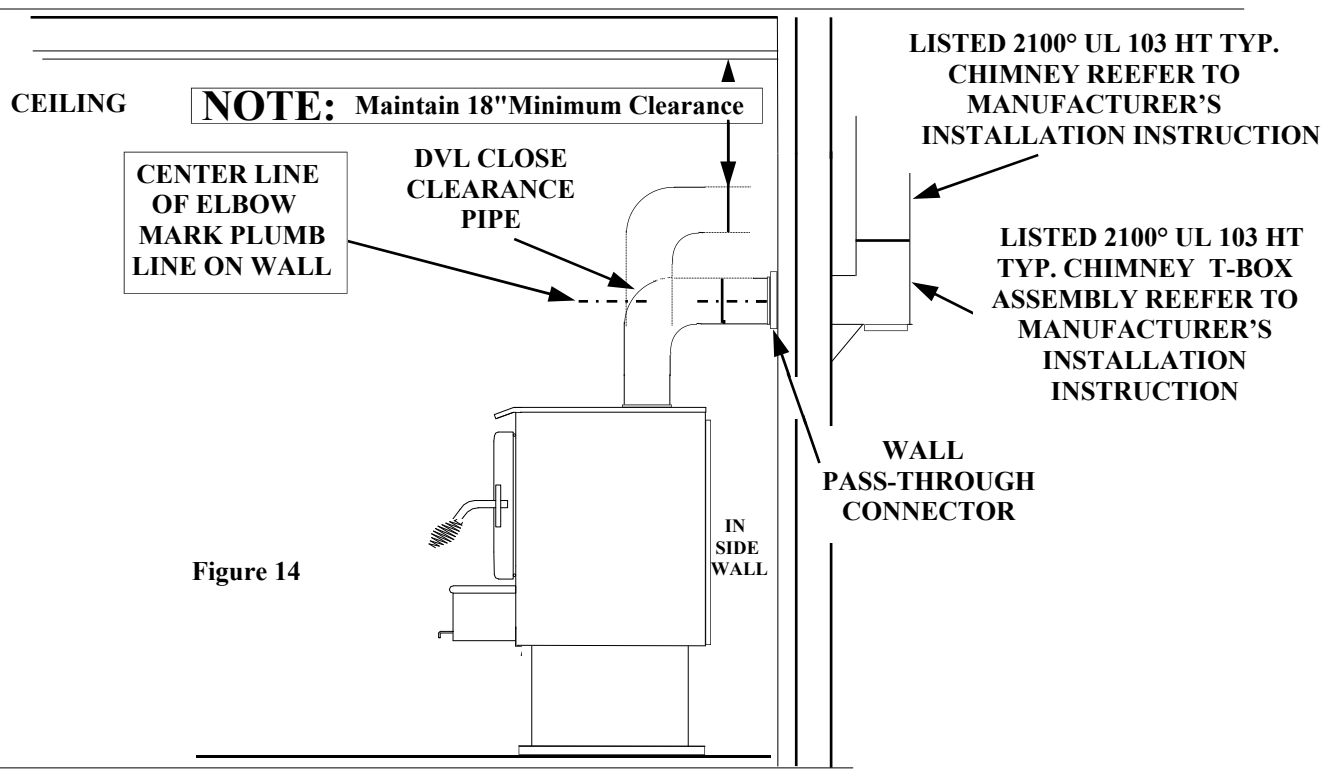 LISTED 2100° UL 103 HT TYP.
CHIMNEY REEFER TO
MANUFACTURER'S
INSTALLATION INSTRUCTION
CEILING
NOTE: Maintain 18"Minimum Clearance
DVL CLOSE
CLEARANCE
PIPE
CENTER LINE
OF ELBOW
MARK PLUMB
LINE ON WALL
LISTED 2100° UL 103 HT
TYP. CHIMNEY T-BOX
ASSEMBLY REEFER TO
MANUFACTURER'S
INSTALLATION
INSTRUCTION
WALL
PASS-THROUGH
CONNECTOR
IN
SIDE
WALL
Figure 14